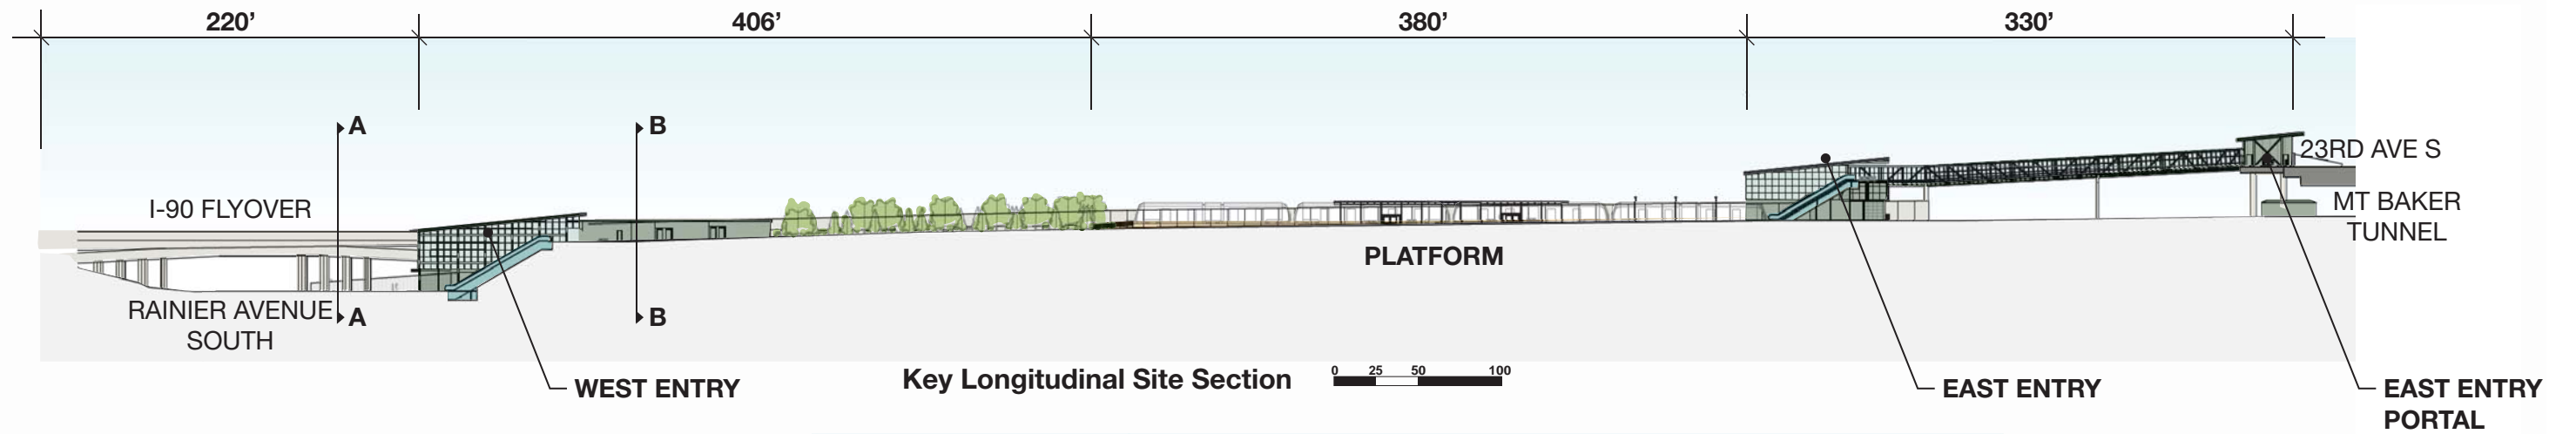 220’ 406’ 380’ 330’
A B
23RD AVE S
I-90 FLYOVER
MT BAKER
TUNNEL
PLATFORM
RAINIER AVENUE
SOUTH
A B
Key Longitudinal Site Section
0 25 50 100
WEST ENTRY
EAST ENTRY
EAST ENTRY
PORTAL